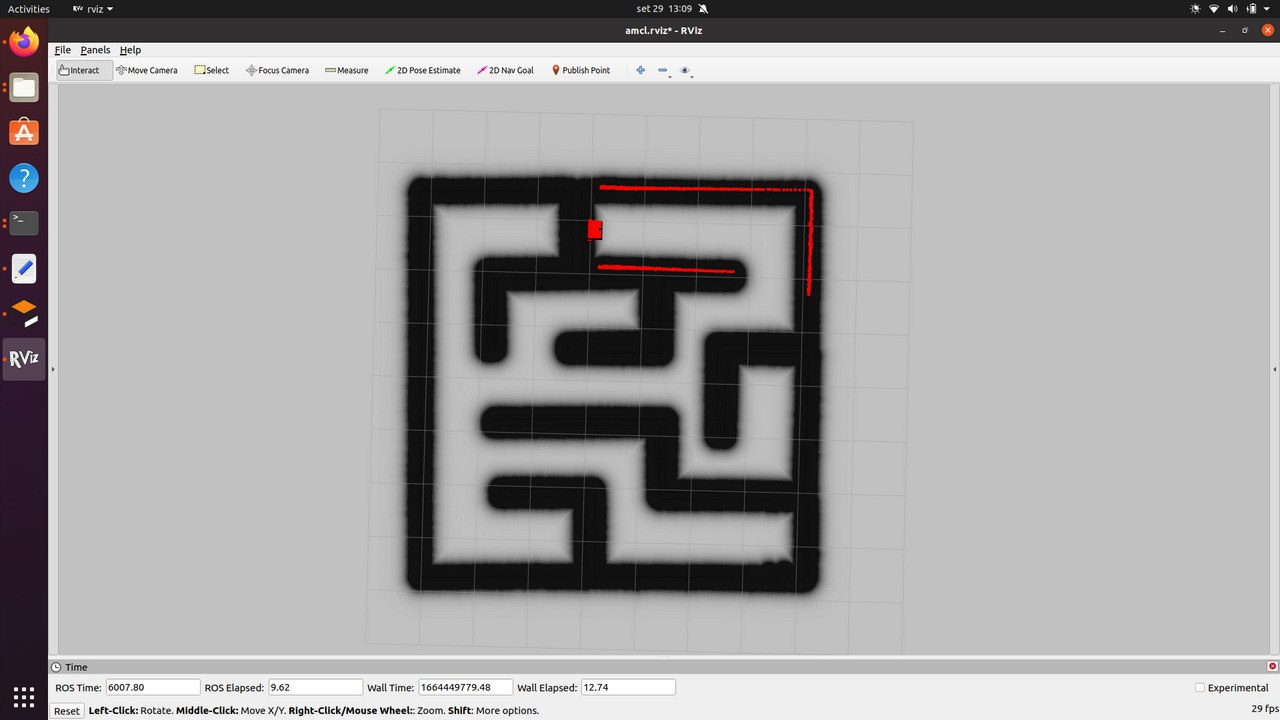 Activities RViz rviz set 29 13:09
amcl.rviz* - RViz
File Panels Help
Interact Move Camera Select Focus Camera Measure 2D Pose Estimate 2D Nav Goal Publish Point
RViz
Time
ROS Time: 6007.80 ROS Elapsed: 9.62 Wall Time: 1664449779.48 Wall Elapsed: 12.74 Experimental
Reset Left-Click: Rotate. Middle-Click: Move X/Y. Right-Click/Mouse Wheel:: Zoom. Shift: More options. 29 fps